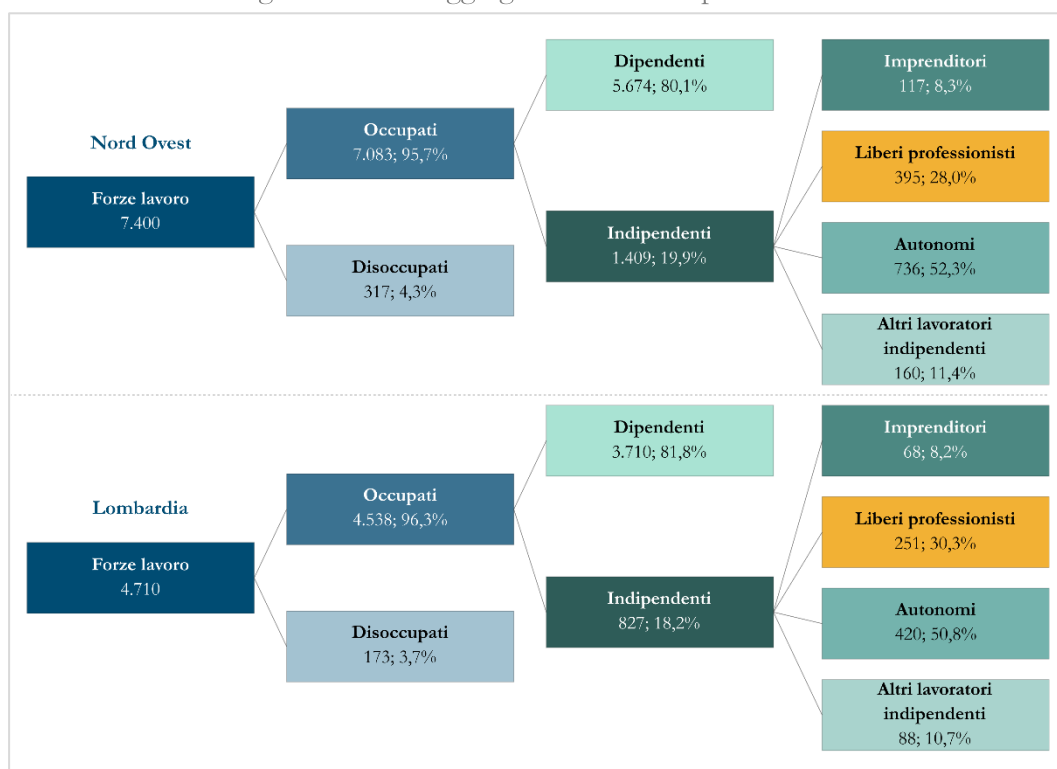 Nord Ovest
Forze lavoro
7.400
Occupati
7.083; 95,7%
Disoccupati
317; 4,3%
Dipendenti
5.674; 80,1%
Indipendenti
1.409; 19,9%
Imprenditori
117; 8,3%
Liberi professionisti
395; 28,0%
Autonomi
736; 52,3%
Altri lavoratori
indipendenti
160; 11,4%
Lombardia
Forze lavoro
4.710
Occupati
4.538; 96,3%
Disoccupati
173; 3,7%
Dipendenti
3.710; 81,8%
Indipendenti
827; 18,2%
Imprenditori
68; 8,2%
Liberi professionisti
251; 30,3%
Autonomi
420; 50,8%
Altri lavoratori
indipendenti
88; 10,7%